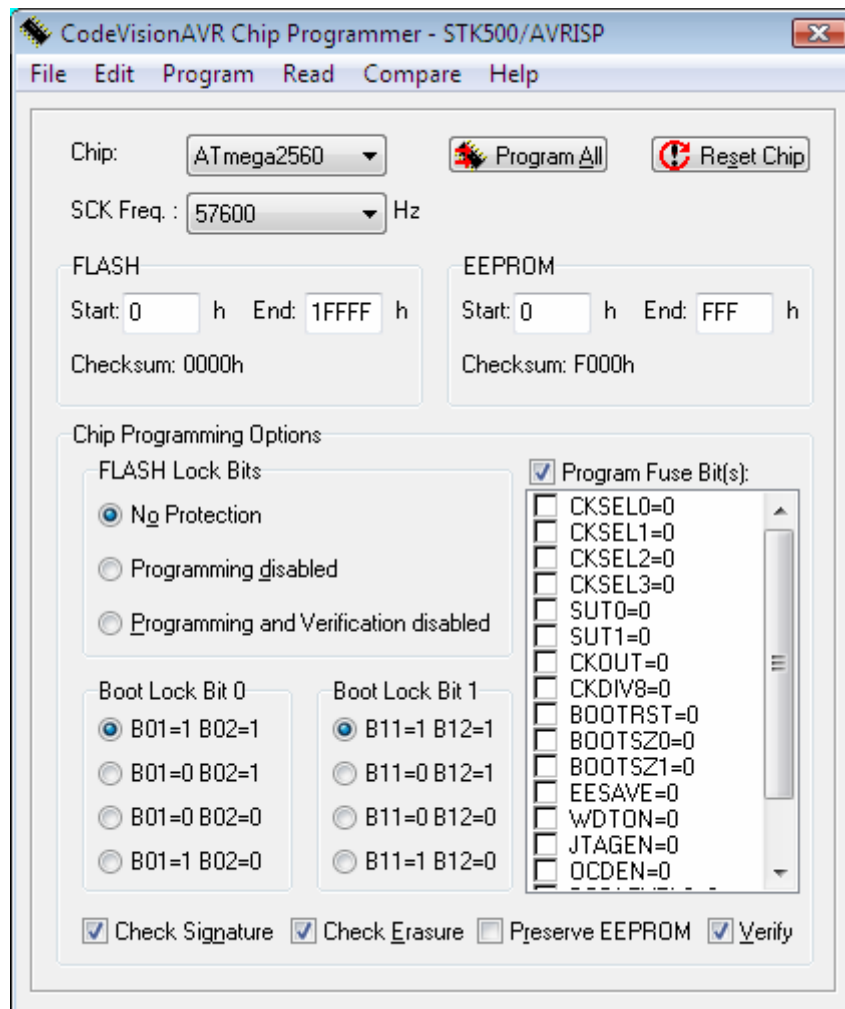 CodeVisionAVR Chip Programmer - STK500/AVRISP
File Edit Program Read Compare Help
Chip: ATmega2560 Program All Reset Chip
SCK Freq. : 57600 Hz
FLASH EEPROM
Start: 0 h End: 1FFFF h Start: 0 h End: FFF h
Checksum: 0000h Checksum: F000h
Chip Programming Options
FLASH Lock Bits
No Protection
Programming disabled
Programming and Verification disabled
Boot Lock Bit 0
B01=1 B02=1
B01=0 B02=1
B01=0 B02=0
B01=1 B02=0
Boot Lock Bit 1
B11=1 B12=1
B11=0 B12=1
B11=0 B12=0
B11=1 B12=0
Program Fuse Bit(s):
CKSEL0=0
CKSEL1=0
CKSEL2=0
CKSEL3=0
SUT0=0
SUT1=0
CKOUT=0
CKDIV8=0
BOOTRST=0
BOOTSZ0=0
BOOTSZ1=0
EESAVE=0
WDTON=0
JTAGEN=0
OCDEN=0
Check Signature Check Erasure Preserve EEPROM Verify